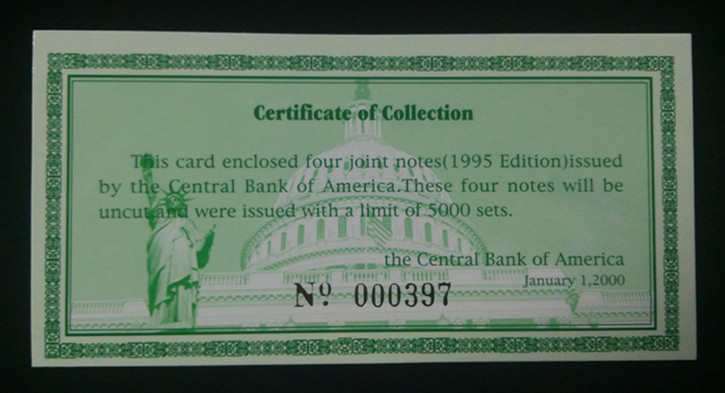 Certificate of Collection
This card enclosed four joint notes(1995 Edition)issued
by the Central Bank of America.These four notes will be
uncut,and were issued with a limit of 5000 sets.
the Central Bank of America
January 1,2000
Nº 000397